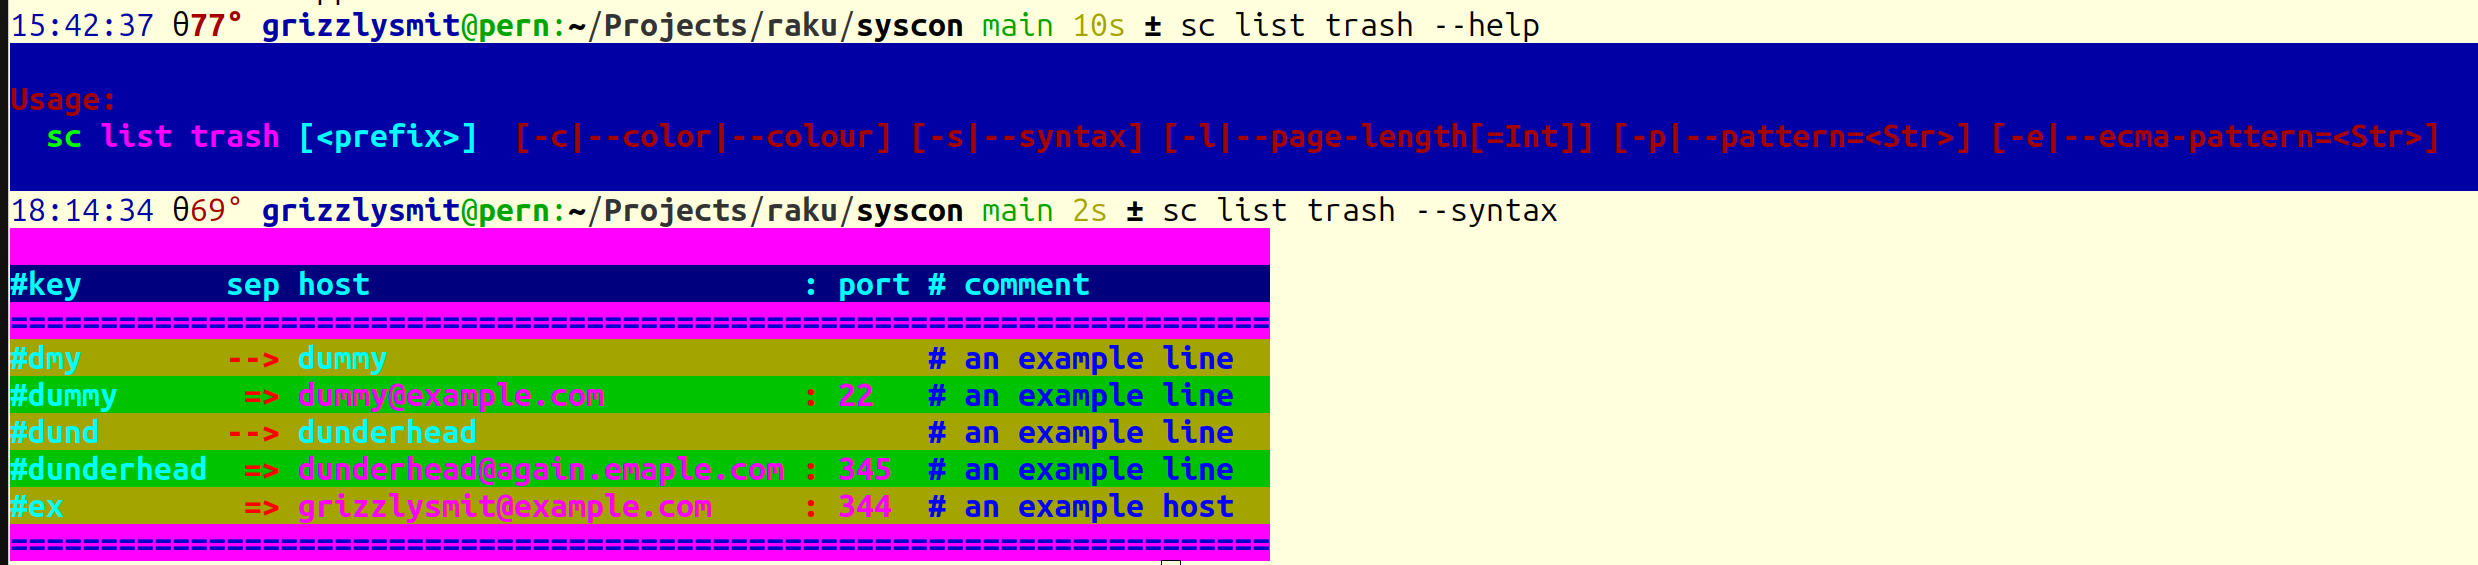 15:42:37 θ77° grizzlysmit@pern:~/Projects/raku/syscon main 10s ± sc list trash --help
Usage:
  sc list trash [<prefix>]  [-c|--color|--colour] [-s|--syntax] [-l|--page-length[=Int]] [-p|--pattern=<Str>] [-e|--ecma-pattern=<Str>]
18:14:34 θ69° grizzlysmit@pern:~/Projects/raku/syscon main 2s ± sc list trash --syntax
#key        sep host                        : port # comment
======================================================================
#dmy        --> dummy                              # an example line
#dummy       => dummy@example.com           : 22   # an example line
#dund       --> dunderhead                         # an example line
#dunderhead  => dunderhead@again.emaple.com : 345  # an example line
#ex          => grizzlysmit@example.com     : 344  # an example host
======================================================================